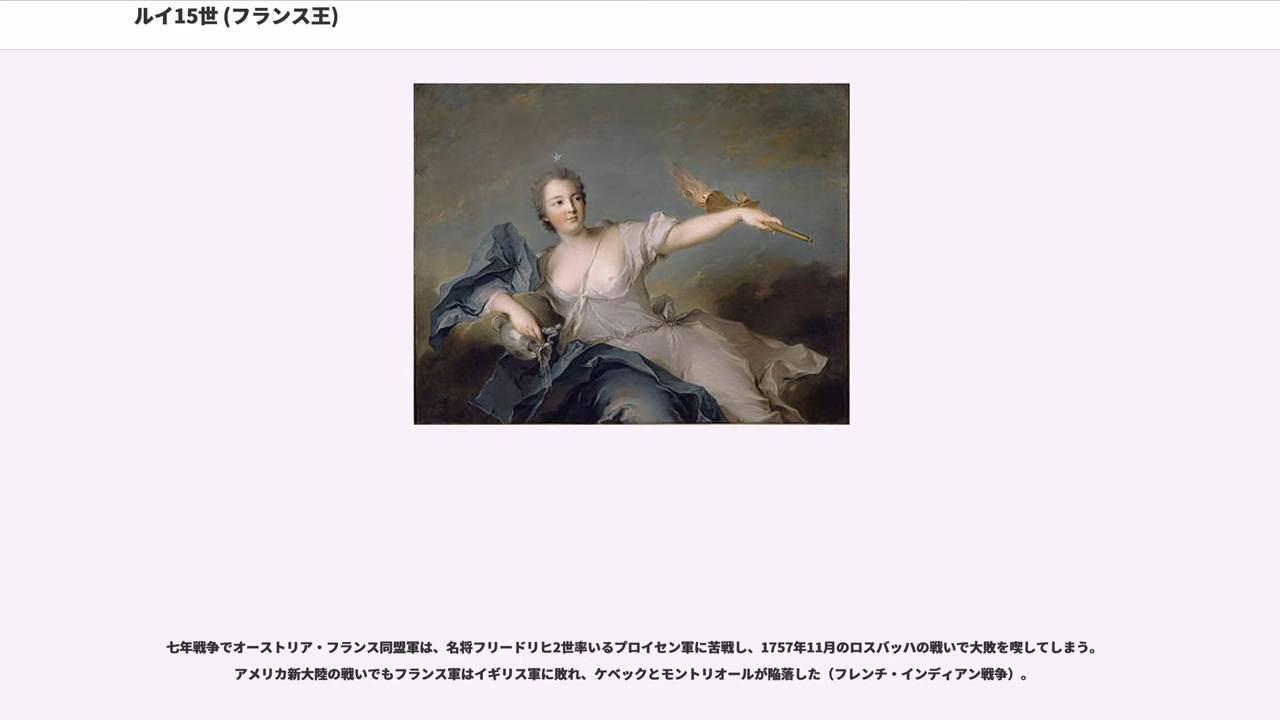 ルイ15世 (フランス王)
七年戦争でオーストリア・フランス同盟軍は、名将フリードリヒ2世率いるプロイセン軍に苦戦し、1757年11月のロスバッハの戦いで大敗を喫してしまう。
アメリカ新大陸の戦いでもフランス軍はイギリス軍に敗れ、ケベックとモントリオールが陥落した（フレンチ・インディアン戦争）。